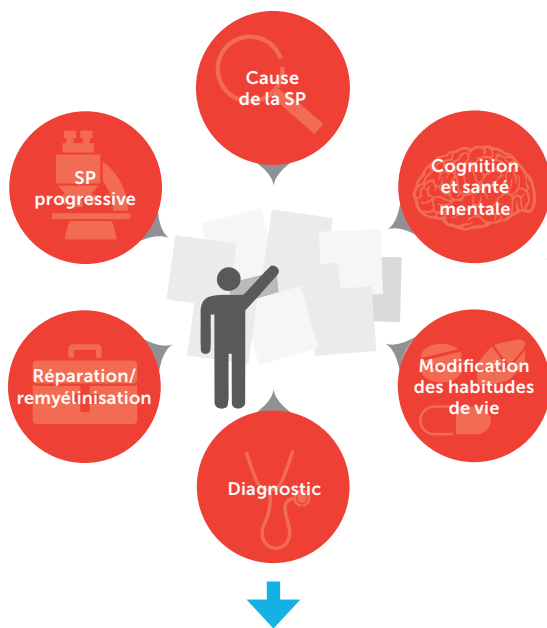 Cause
de la SP
SP
progressive
Cognition
et santé
mentale
Réparation/
remyélinisation
Modification
des habitudes
de vie
Diagnostic